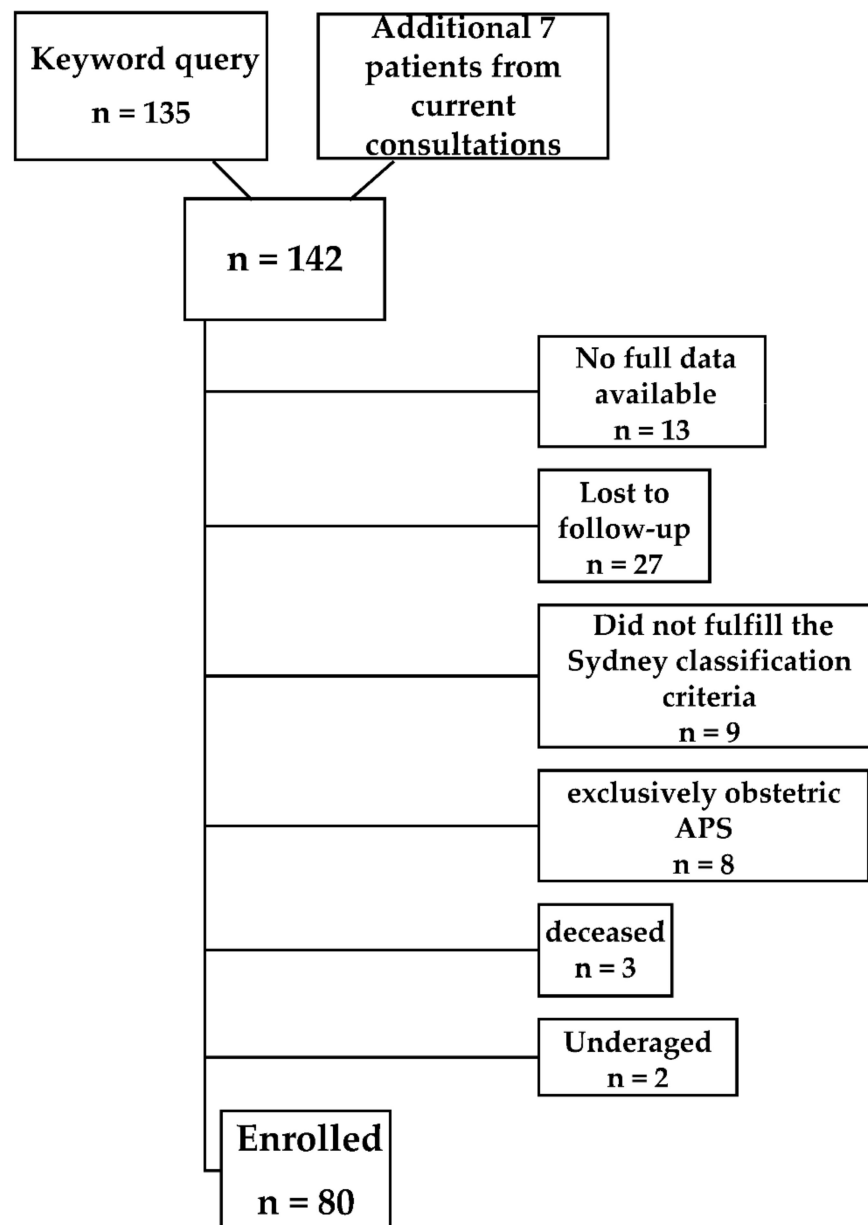 Keyword query
n = 135
Additional 7
patients from
current
consultations
n = 142
No full data
available
n = 13
Lost to
follow-up
n = 27
Did not fulfill the
Sydney classification
criteria
n = 9
exclusively obstetric
APS
n = 8
deceased
n = 3
Underaged
n = 2
Enrolled
n = 80